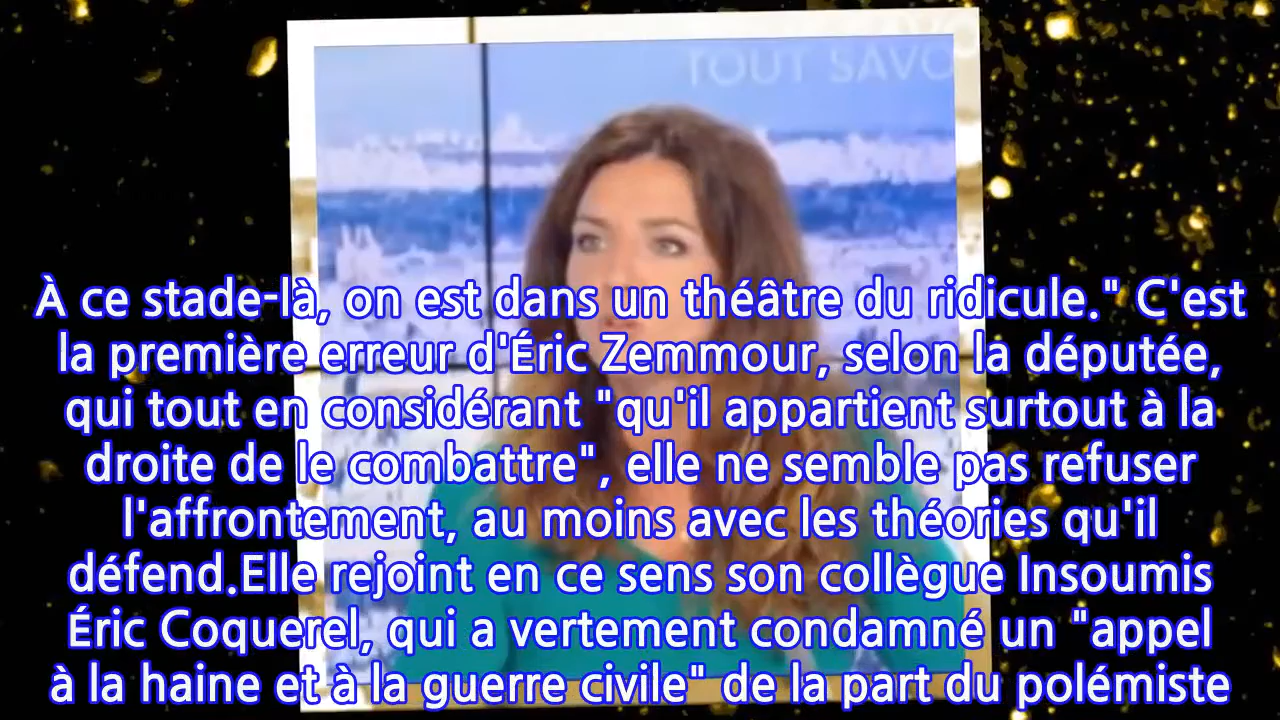 TOUT SAVO
À ce stade-là, on est dans un théâtre du ridicule." C'est
la première erreur d'Éric Zemmour, selon la députée,
qui tout en considérant "qu'il appartient surtout à la
droite de le combattre", elle ne semble pas refuser
l'affrontement, au moins avec les théories qu'il
défend.Elle rejoint en ce sens son collègue Insoumis
Éric Coquerel, qui a vertement condamné un "appel
à la haine et à la guerre civile" de la part du polémiste